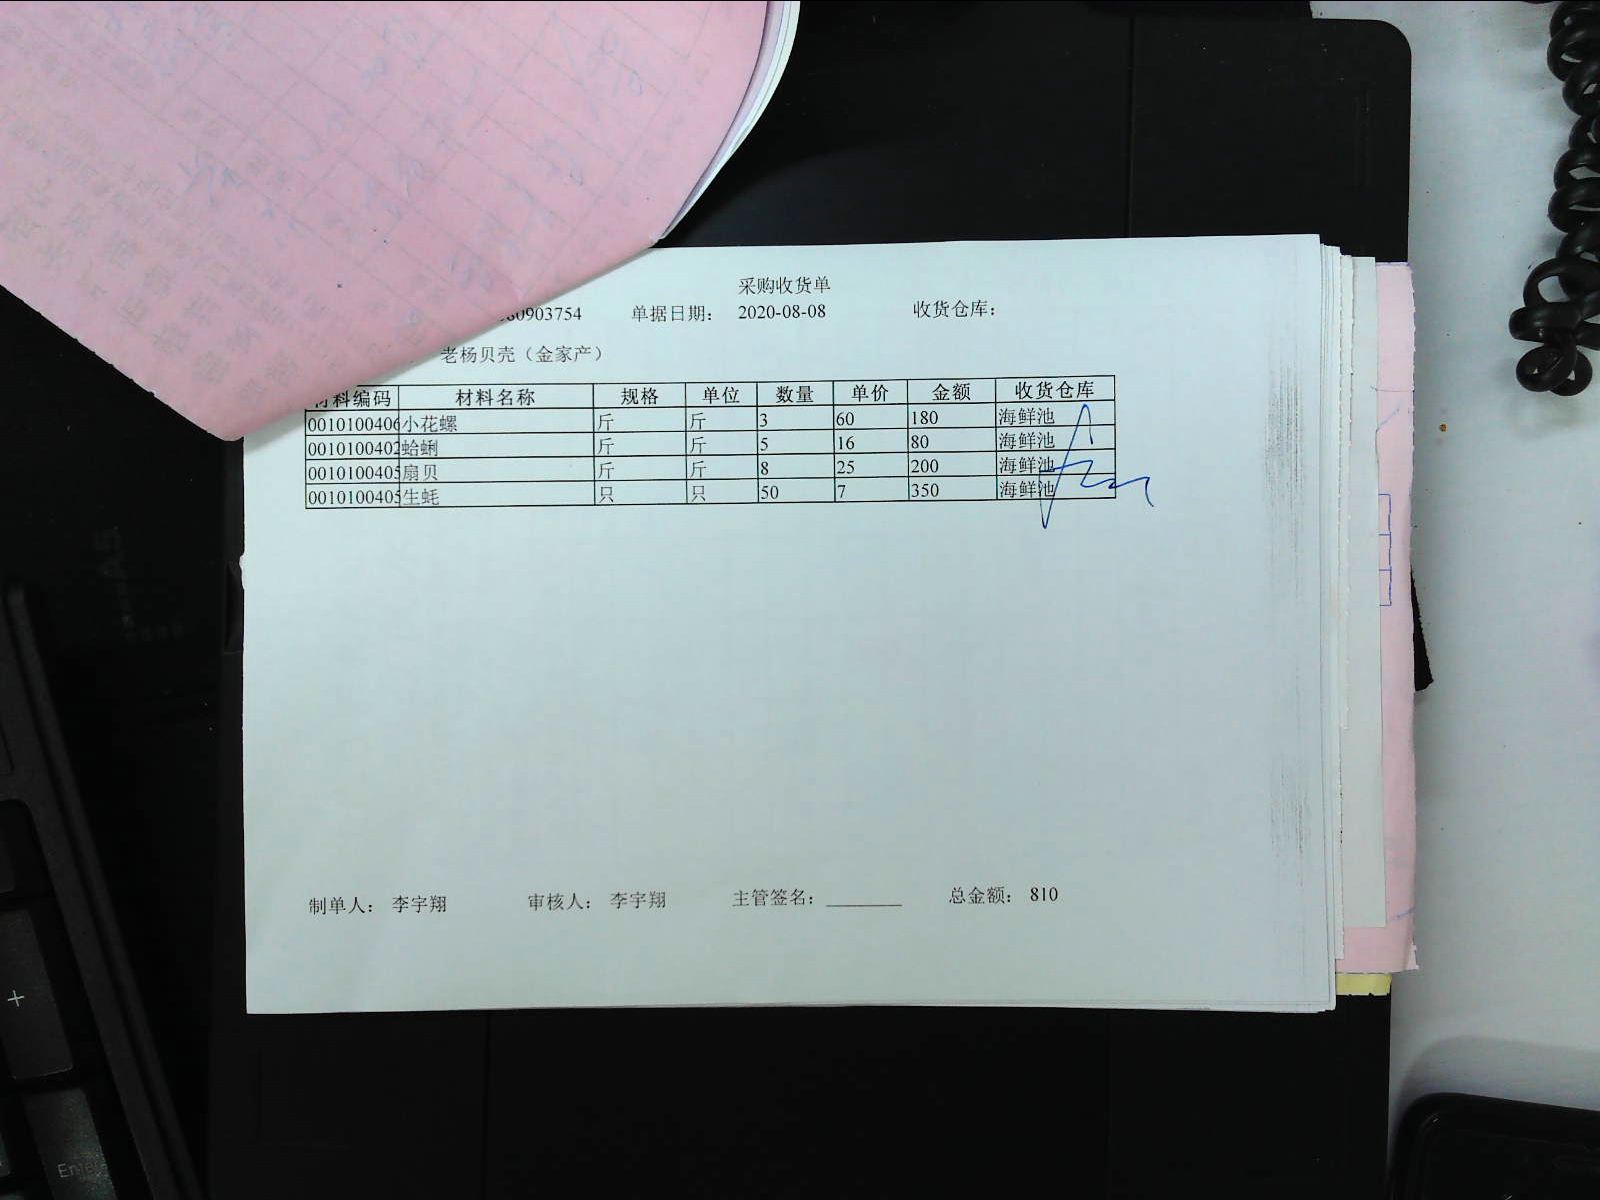 采购收货单
80903754 单据日期: 2020-08-08 收货仓库:
老杨贝壳(金家产)
材料编码 材料名称 规格 单位 数量 单价 金额 收货仓库
0010100406 小花螺 斤 斤 3 60 180 海鲜池
0010100402 蛤蜊 斤 斤 5 16 80 海鲜池
0010100405 扇贝 斤 斤 8 25 200 海鲜池
0010100405 生蚝 只 只 50 7 350 海鲜池
制单人: 李宇翔 审核人: 李宇翔 主管签名: ________ 总金额: 810
+
Enter